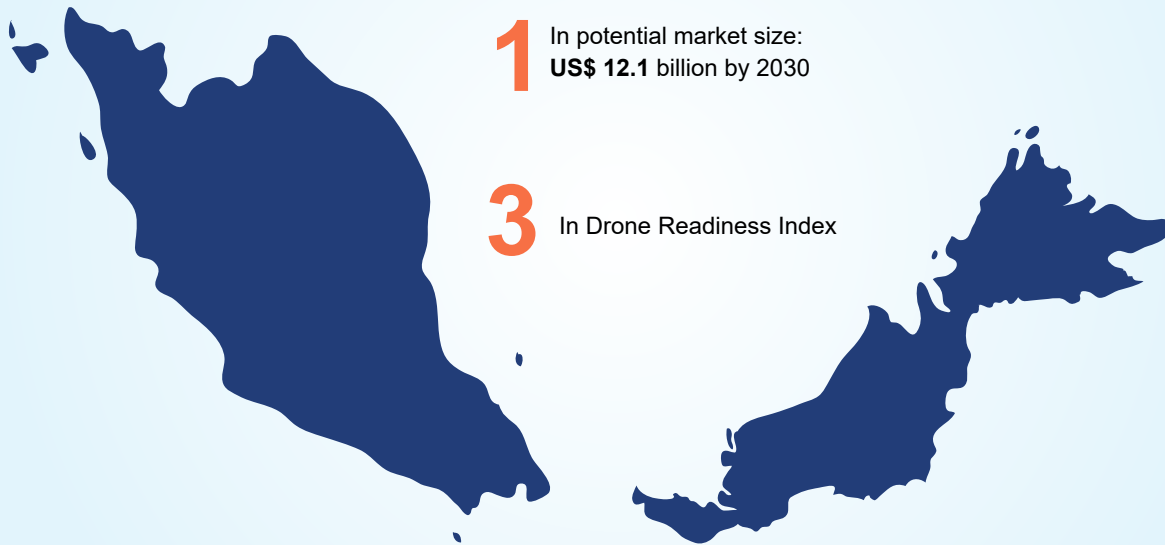 1
In potential market size:
US$ 12.1 billion by 2030
3
In Drone Readiness Index